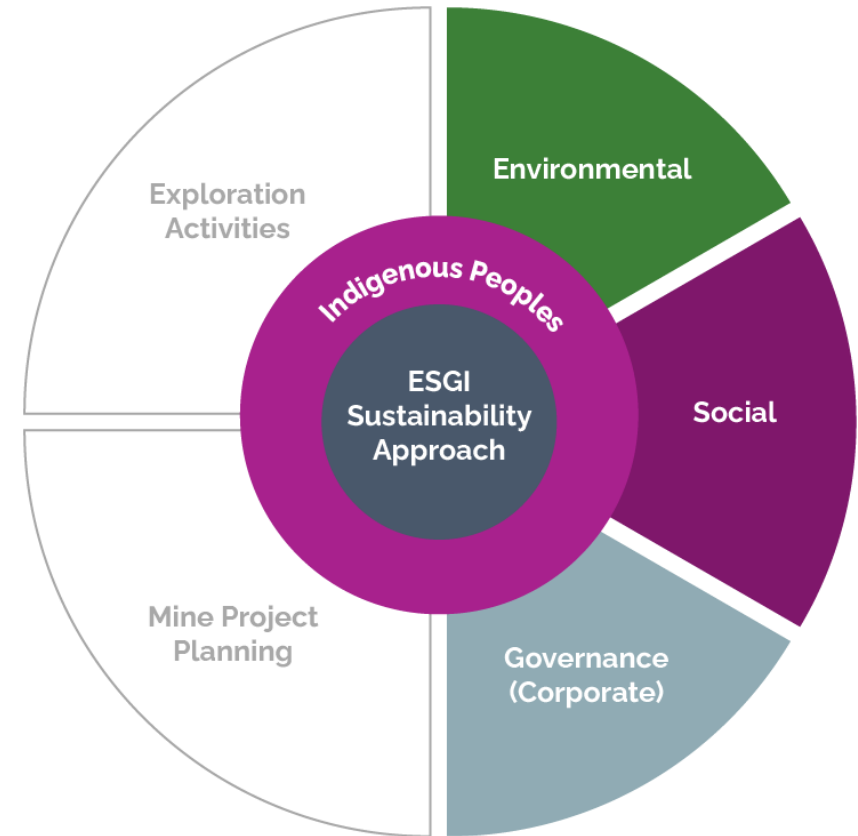 Environmental
Exploration
Activities
Indigenous Peoples
ESGI
Sustainability
Approach
Social
Mine Project
Planning
Governance
(Corporate)